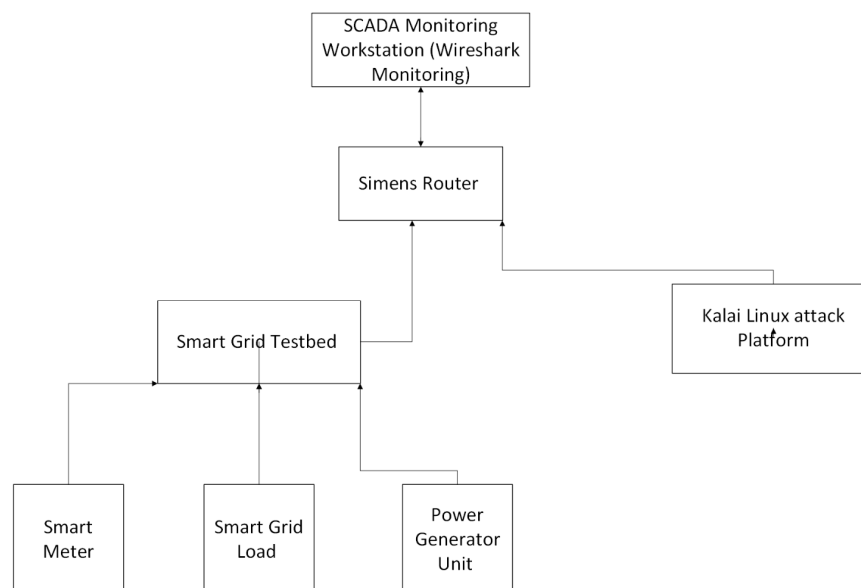 SCADA Monitoring
Workstation (Wireshark
Monitoring)
Simens Router
Smart Grid Testbed
Kalai Linux attack
Platform
Smart
Meter
Smart Grid
Load
Power
Generator
Unit